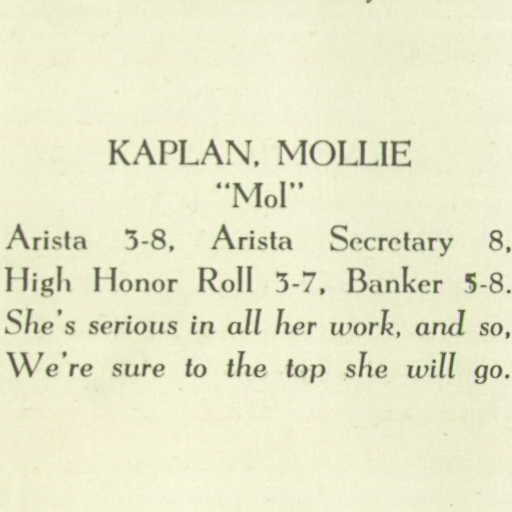 KAPLAN, MOLLIE
“Mol”
Arista 3-8, Arista Secretary 8,
High Honor Roll 3-7, Banker 5-8.
She's serious in all her work, and so,
We're sure to the top she will go.